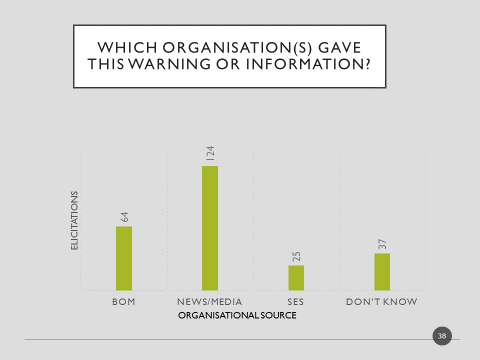 WHICH ORGANISATION(S) GAVE
THIS WARNING OR INFORMATION?
ELICITATIONS
64
124
25
37
BOM
NEWS/MEDIA
SES
DON'T KNOW
ORGANISATIONAL SOURCE
38